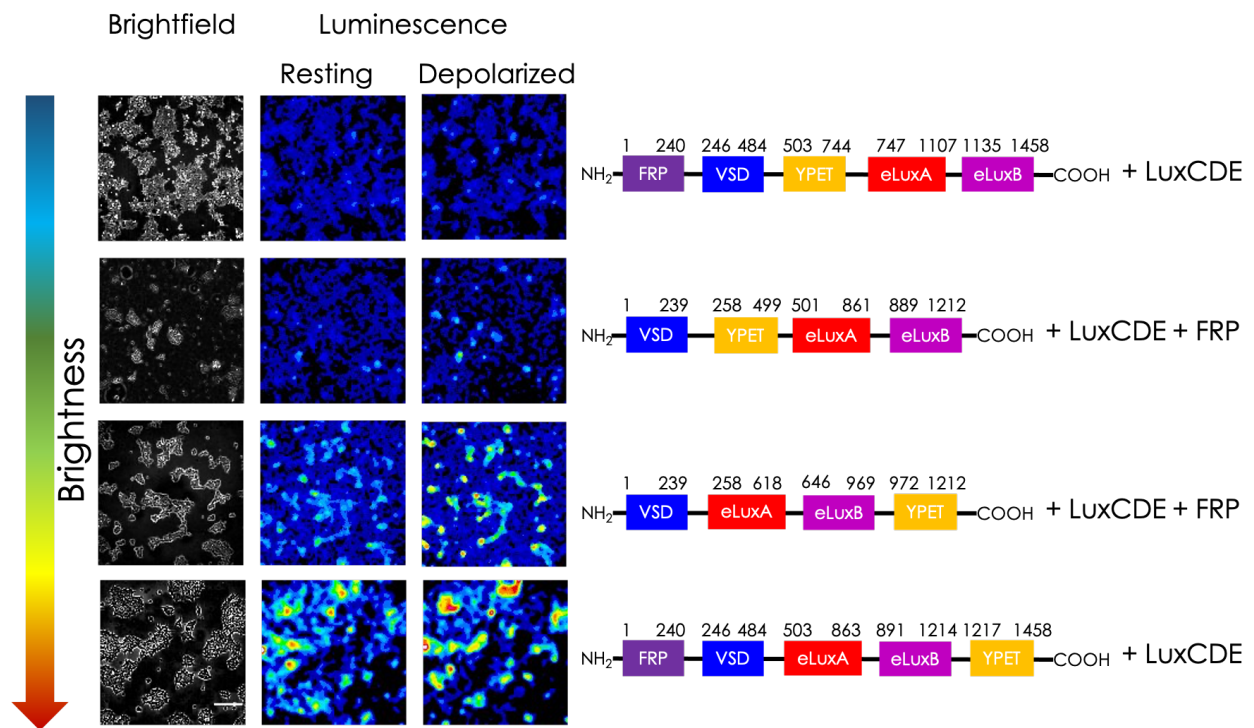 Brightfield
Luminescence
Resting
Depolarized
Brightness
1 240 246 484 503 744 747 1107 1135 1458
NH2 FRP VSD YPET eLuxA eLuxB COOH + LuxCDE
1 239 258 499 501 861 889 1212
NH2 VSD YPET eLuxA eLuxB COOH + LuxCDE + FRP
1 239 258 618 646 969 972 1212
NH2 VSD eLuxA eLuxB YPET COOH + LuxCDE + FRP
1 240 246 484 503 863 891 1214 1217 1458
NH2 FRP VSD eLuxA eLuxB YPET COOH + LuxCDE